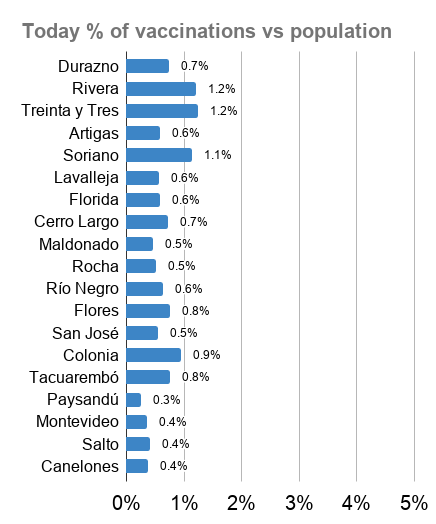 Today % of vaccinations vs population
Durazno 0.7%
Rivera 1.2%
Treinta y Tres 1.2%
Artigas 0.6%
Soriano 1.1%
Lavalleja 0.6%
Florida 0.6%
Cerro Largo 0.7%
Maldonado 0.5%
Rocha 0.5%
Río Negro 0.6%
Flores 0.8%
San José 0.5%
Colonia 0.9%
Tacuarembó 0.8%
Paysandú 0.3%
Montevideo 0.4%
Salto 0.4%
Canelones 0.4%
0% 1% 2% 3% 4% 5%